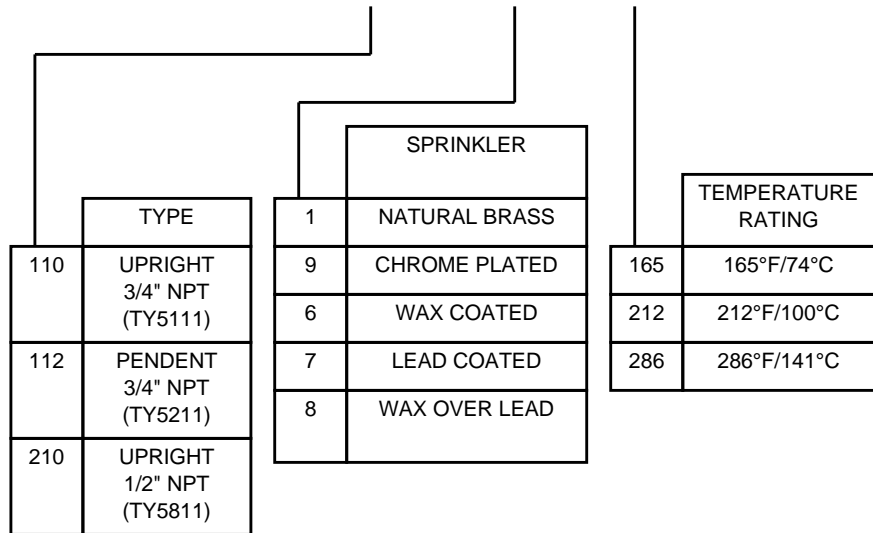 TYPE
110 UPRIGHT
3/4" NPT
(TY5111)
112 PENDENT
3/4" NPT
(TY5211)
210 UPRIGHT
1/2" NPT
(TY5811)
SPRINKLER
1 NATURAL BRASS
9 CHROME PLATED
6 WAX COATED
7 LEAD COATED
8 WAX OVER LEAD
TEMPERATURE
RATING
165 165°F/74°C
212 212°F/100°C
286 286°F/141°C